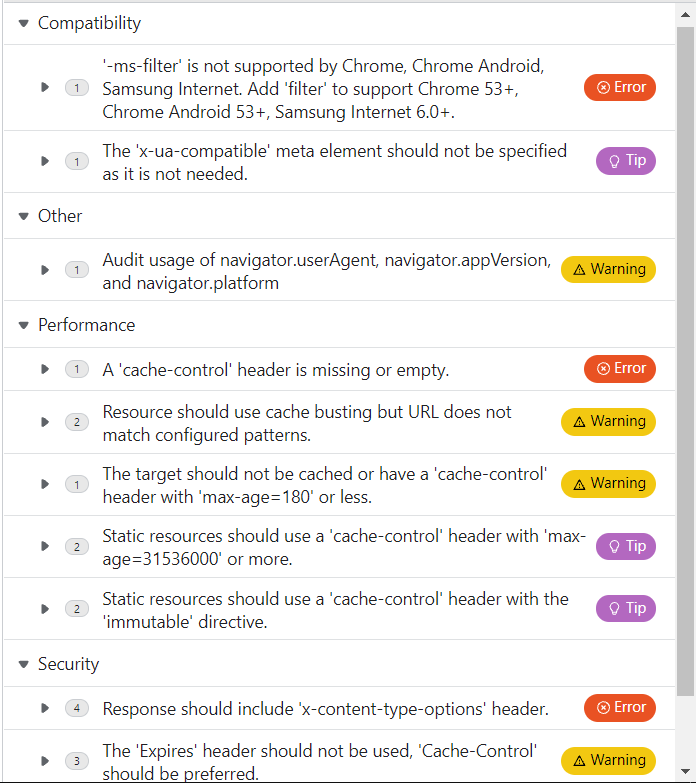 Compatibility
1
'-ms-filter' is not supported by Chrome, Chrome Android,
Samsung Internet. Add 'filter' to support Chrome 53+,
Chrome Android 53+, Samsung Internet 6.0+.
Error
1
The 'x-ua-compatible' meta element should not be specified
as it is not needed.
Tip
Other
1
Audit usage of navigator.userAgent, navigator.appVersion,
and navigator.platform
Warning
Performance
1
A 'cache-control' header is missing or empty.
Error
2
Resource should use cache busting but URL does not
match configured patterns.
Warning
1
The target should not be cached or have a 'cache-control'
header with 'max-age=180' or less.
Warning
2
Static resources should use a 'cache-control' header with 'max-
age=31536000' or more.
Tip
2
Static resources should use a 'cache-control' header with the
'immutable' directive.
Tip
Security
4
Response should include 'x-content-type-options' header.
Error
3
The 'Expires' header should not be used, 'Cache-Control'
should be preferred.
Warning